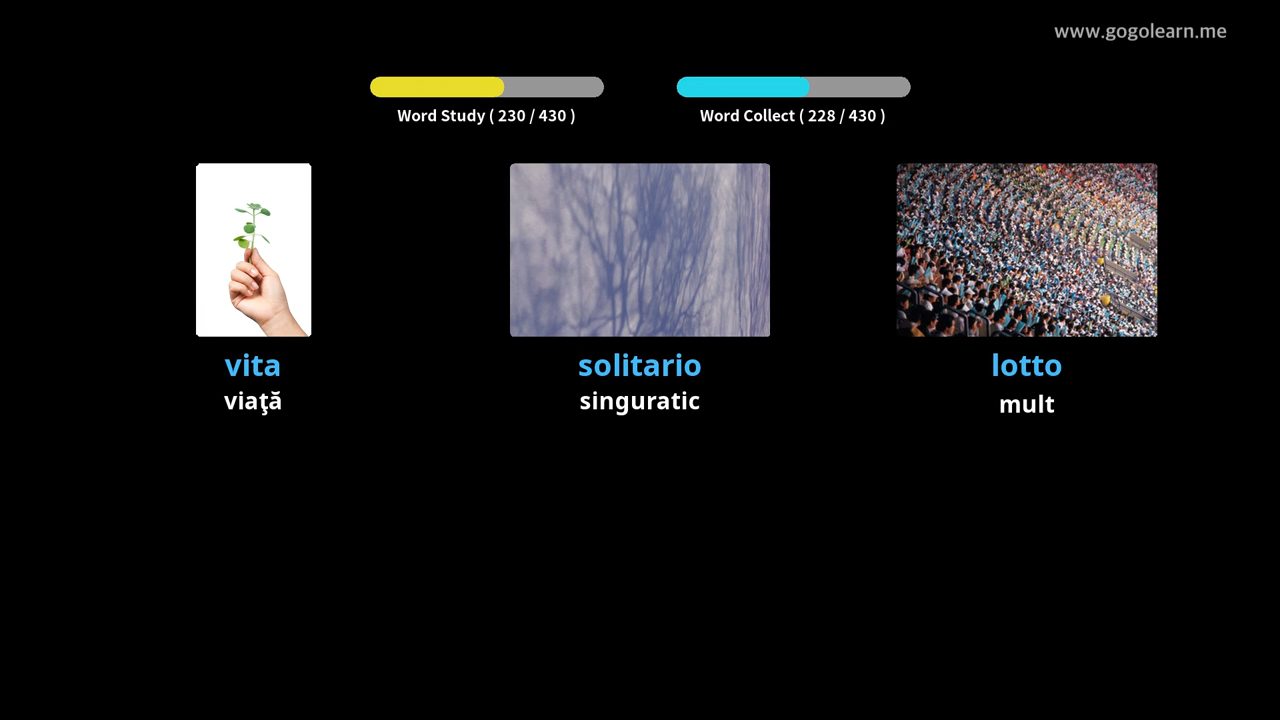 www.gogolearn.me
Word Study ( 230 / 430 )
Word Collect ( 228 / 430 )
vita
viaţă
solitario
singuratic
lotto
mult